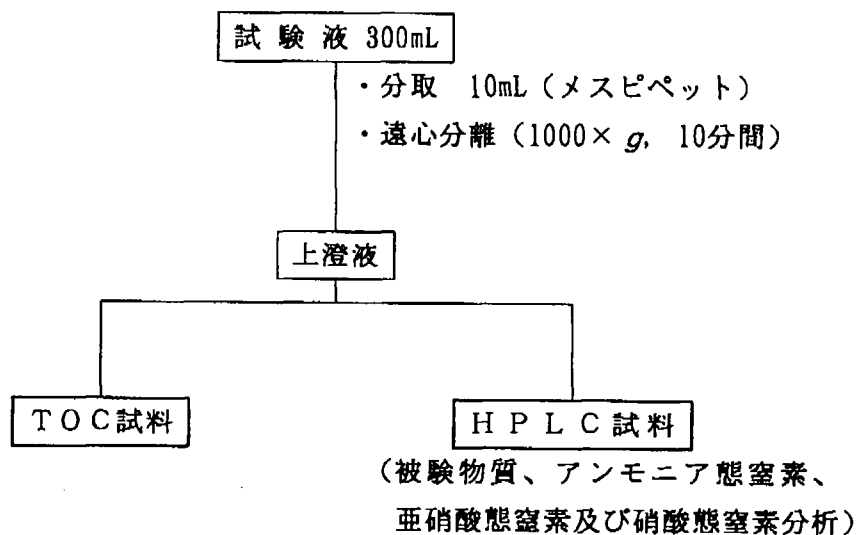 試験液 300mL
・分取 10mL（メスピペット）
・遠心分離（1000× g, 10分間）
上澄液
TOC試料
HPLC試料
（被験物質、アンモニア態窒素、
亜硝酸態窒素及び硝酸態窒素分析）